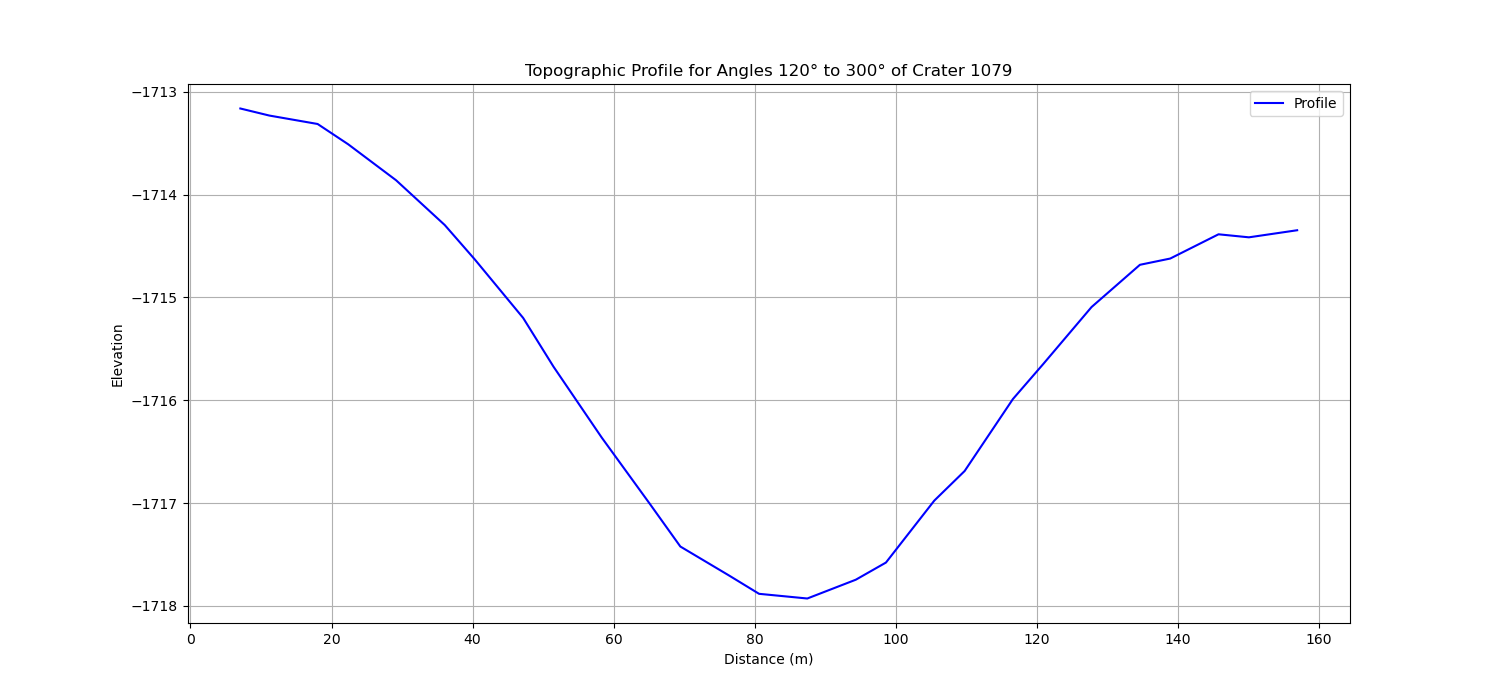 Topographic Profile for Angles 120° to 300° of Crater 1079
Profile
Elevation
−1713
−1714
−1715
−1716
−1717
−1718
0 20 40 60 80 100 120 140 160
Distance (m)